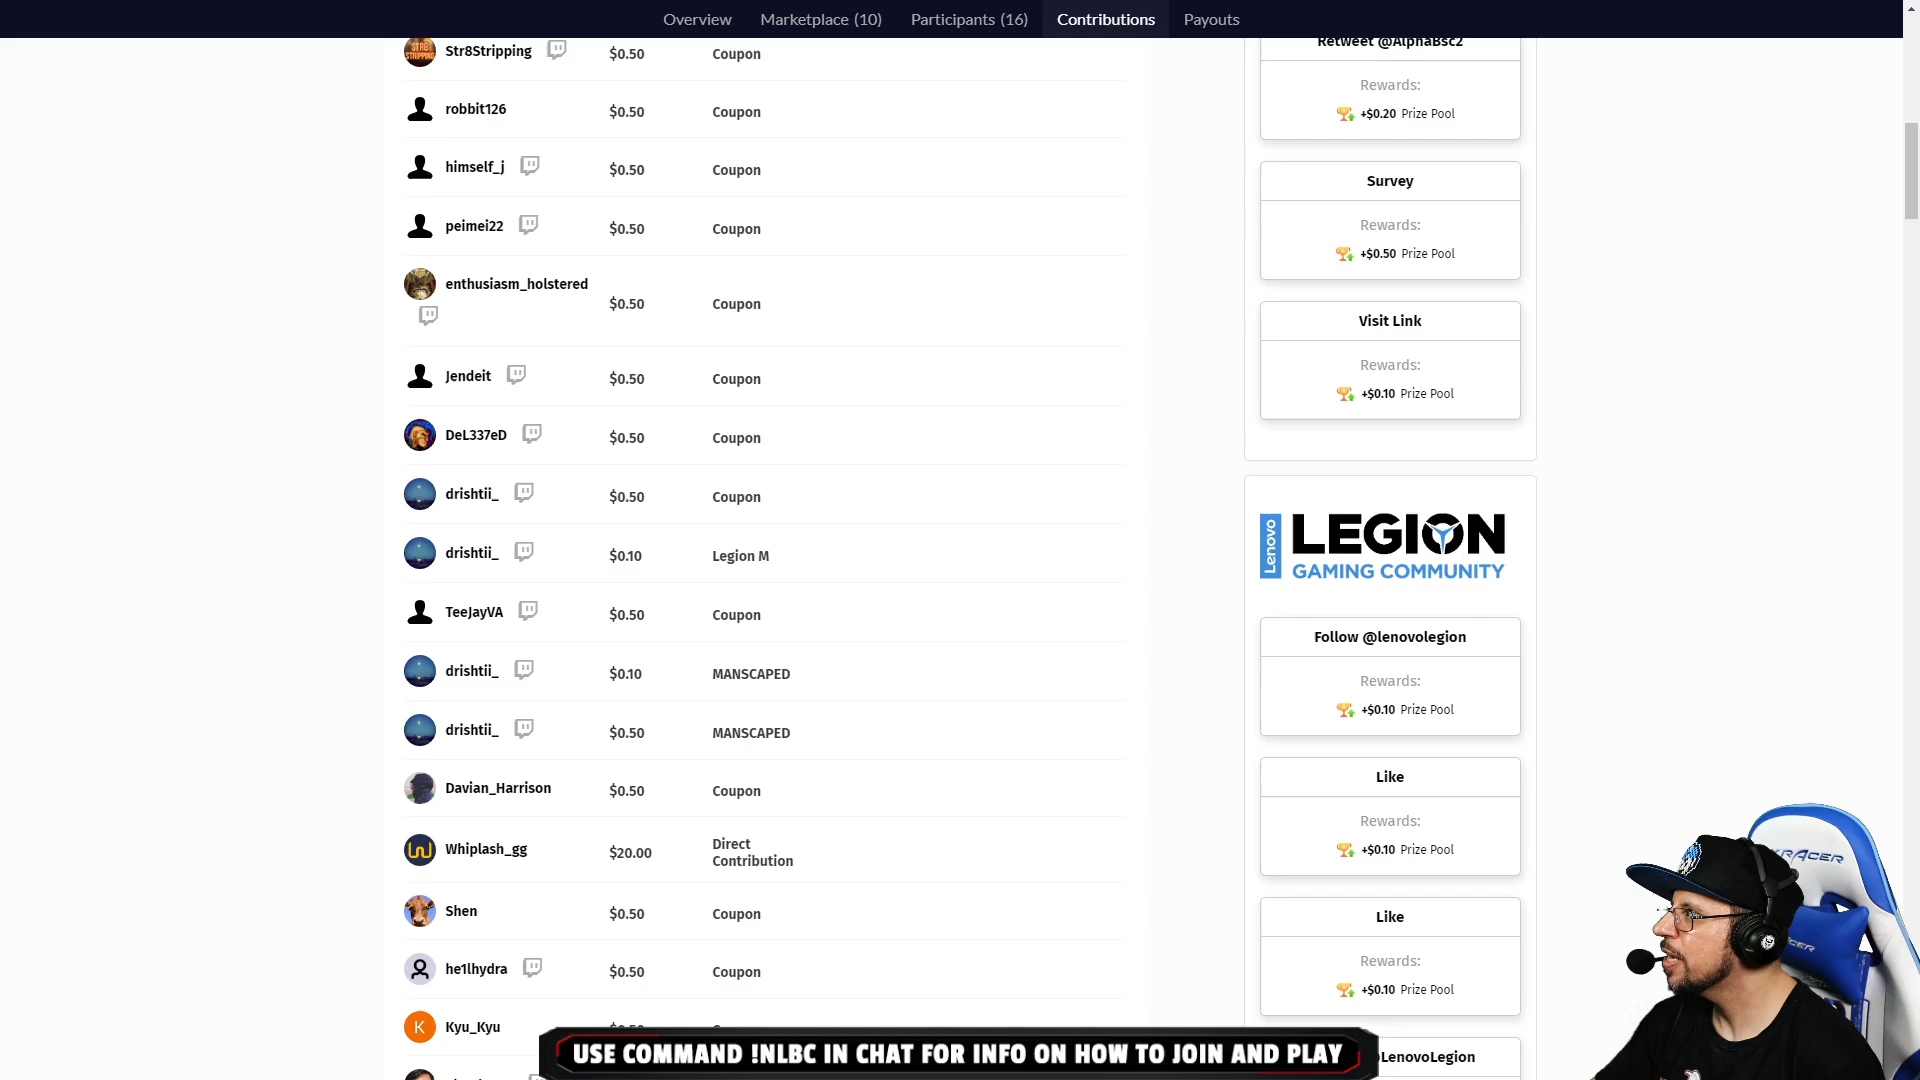 Overview Marketplace (10) Participants (16) Contributions Payouts
Str8Stripping $0.50 Coupon
robbit126 $0.50 Coupon
himself_j $0.50 Coupon
peimei22 $0.50 Coupon
enthusiasm_holstered $0.50 Coupon
Jendeit $0.50 Coupon
DeL337eD $0.50 Coupon
drishtii_ $0.50 Coupon
drishtii_ $0.10 Legion M
TeeJayVA $0.50 Coupon
drishtii_ $0.10 MANSCAPED
drishtii_ $0.50 MANSCAPED
Davian_Harrison $0.50 Coupon
Whiplash_gg $20.00 Direct
Contribution
Shen $0.50 Coupon
he1lhydra $0.50 Coupon
K Kyu_Kyu
Retweet @AlphaBsc2
Rewards:
+$0.20 Prize Pool
Survey
Rewards:
+$0.50 Prize Pool
Visit Link
Rewards:
+$0.10 Prize Pool
Lenovo
LEGION
GAMING COMMUNITY
Follow @lenovolegion
Rewards:
+$0.10 Prize Pool
Like
Rewards:
+$0.10 Prize Pool
Like
Rewards:
+$0.10 Prize Pool
LenovoLegion
USE COMMAND !NLBC IN CHAT FOR INFO ON HOW TO JOIN AND PLAY